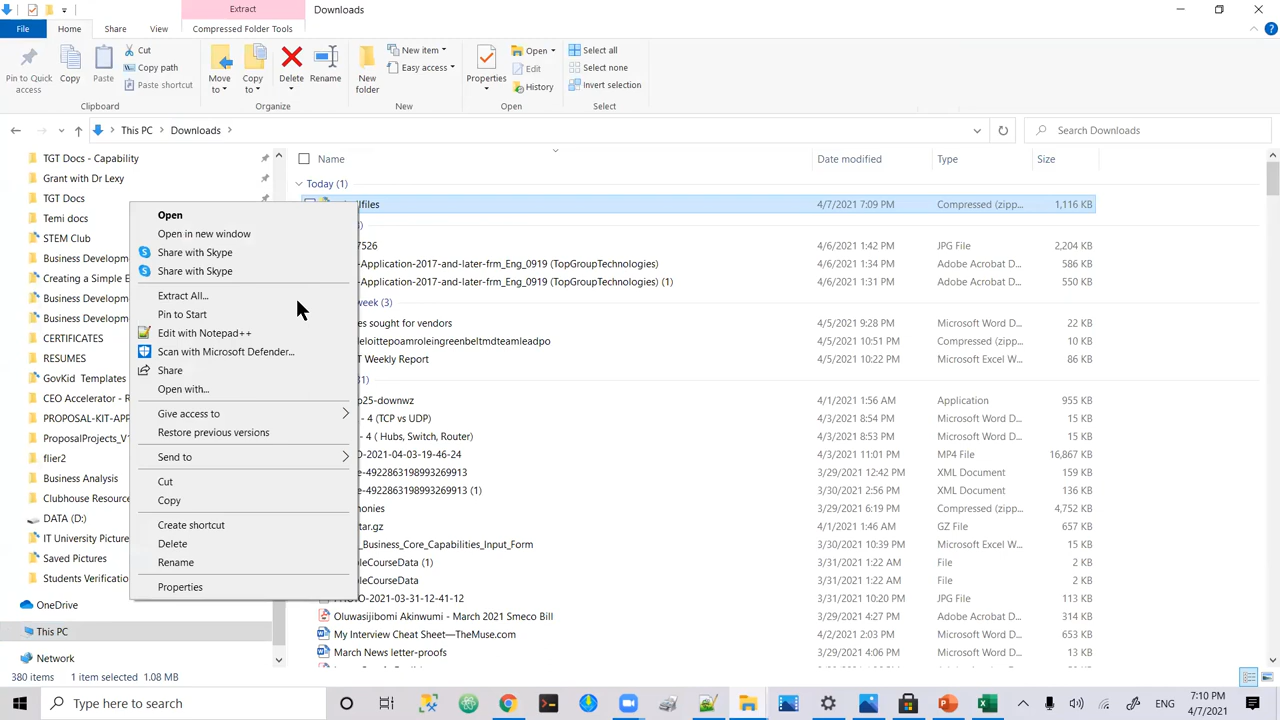 Extract
Downloads
File
Home
Share
View
Compressed Folder Tools
Pin to Quick access
Copy
Paste
Cut
Copy path
Paste shortcut
Move to
Copy to
Delete
Rename
New folder
New item
Easy access
Properties
Open
Edit
History
Select all
Select none
Invert selection
Clipboard
Organize
New
Open
Select
This PC > Downloads >
Search Downloads
TGT Docs - Capability
Grant with Dr Lexy
TGT Docs
Temi docs
STEM Club
Business Developm
Creating a Simple E
Business Developm
Business Developm
CERTIFICATES
RESUMES
GovKid Templates
CEO Accelerator - R
PROPOSAL-KIT-APP
ProposalProjects_V
flier2
Business Analysis
Clubhouse Resource
DATA (D:)
IT University Picture
Saved Pictures
Students Verificatio
OneDrive
This PC
Network
Open
Open in new window
Share with Skype
Share with Skype
Extract All...
Pin to Start
Edit with Notepad++
Scan with Microsoft Defender...
Share
Open with...
Give access to
Restore previous versions
Send to
Cut
Copy
Create shortcut
Delete
Rename
Properties
Name Date modified Type Size
Today (1)
files 4/7/2021 7:09 PM Compressed (zipp... 1,116 KB
7526 4/6/2021 1:42 PM JPG File 2,204 KB
-Application-2017-and-later-frm_Eng_0919 (TopGroupTechnologies) 4/6/2021 1:34 PM Adobe Acrobat D... 586 KB
-Application-2017-and-later-frm_Eng_0919 (TopGroupTechnologies) (1) 4/6/2021 1:31 PM Adobe Acrobat D... 550 KB
week (3)
es sought for vendors 4/5/2021 9:28 PM Microsoft Word D... 22 KB
eloittepoamroleingreenbeltmdteamleadpo 4/5/2021 10:51 PM Compressed (zipp... 10 KB
T Weekly Report 4/5/2021 10:22 PM Microsoft Excel W... 86 KB
31)
p25-downwz 4/1/2021 1:56 AM Application 955 KB
- 4 (TCP vs UDP) 4/3/2021 8:54 PM Microsoft Word D... 15 KB
- 4 ( Hubs, Switch, Router) 4/3/2021 8:53 PM Microsoft Word D... 15 KB
O-2021-04-03-19-46-24 4/3/2021 11:01 PM MP4 File 16,867 KB
e-4922863198993269913 3/29/2021 12:42 PM XML Document 159 KB
e-4922863198993269913 (1) 3/30/2021 2:56 PM XML Document 136 KB
onies 3/29/2021 12:42 PM Compressed (zipp... 4,752 KB
tar.gz 4/1/2021 1:46 AM GZ File 657 KB
_Business_Core_Capabilities_Input_Form 3/30/2021 10:39 PM Microsoft Excel W... 43 KB
pleCourseData (1) 3/29/2021 1:22 AM File 2 KB
pleCourseData 3/29/2021 1:22 AM File 2 KB
PHOTO-2021-03-31-12-41-12 3/31/2021 10:20 PM JPG File 113 KB
Oluwasijibomi Akinwumi - March 2021 Smeco Bill 3/29/2021 4:27 PM Adobe Acrobat D... 314 KB
My Interview Cheat Sheet—TheMuse.com 4/2/2021 2:03 PM Microsoft Word D... 653 KB
March News letter-proofs 3/29/2021 4:06 PM Microsoft Word D... 13 KB
380 items 1 item selected 1.08 MB
Type here to search
ENG
7:10 PM
4/7/2021